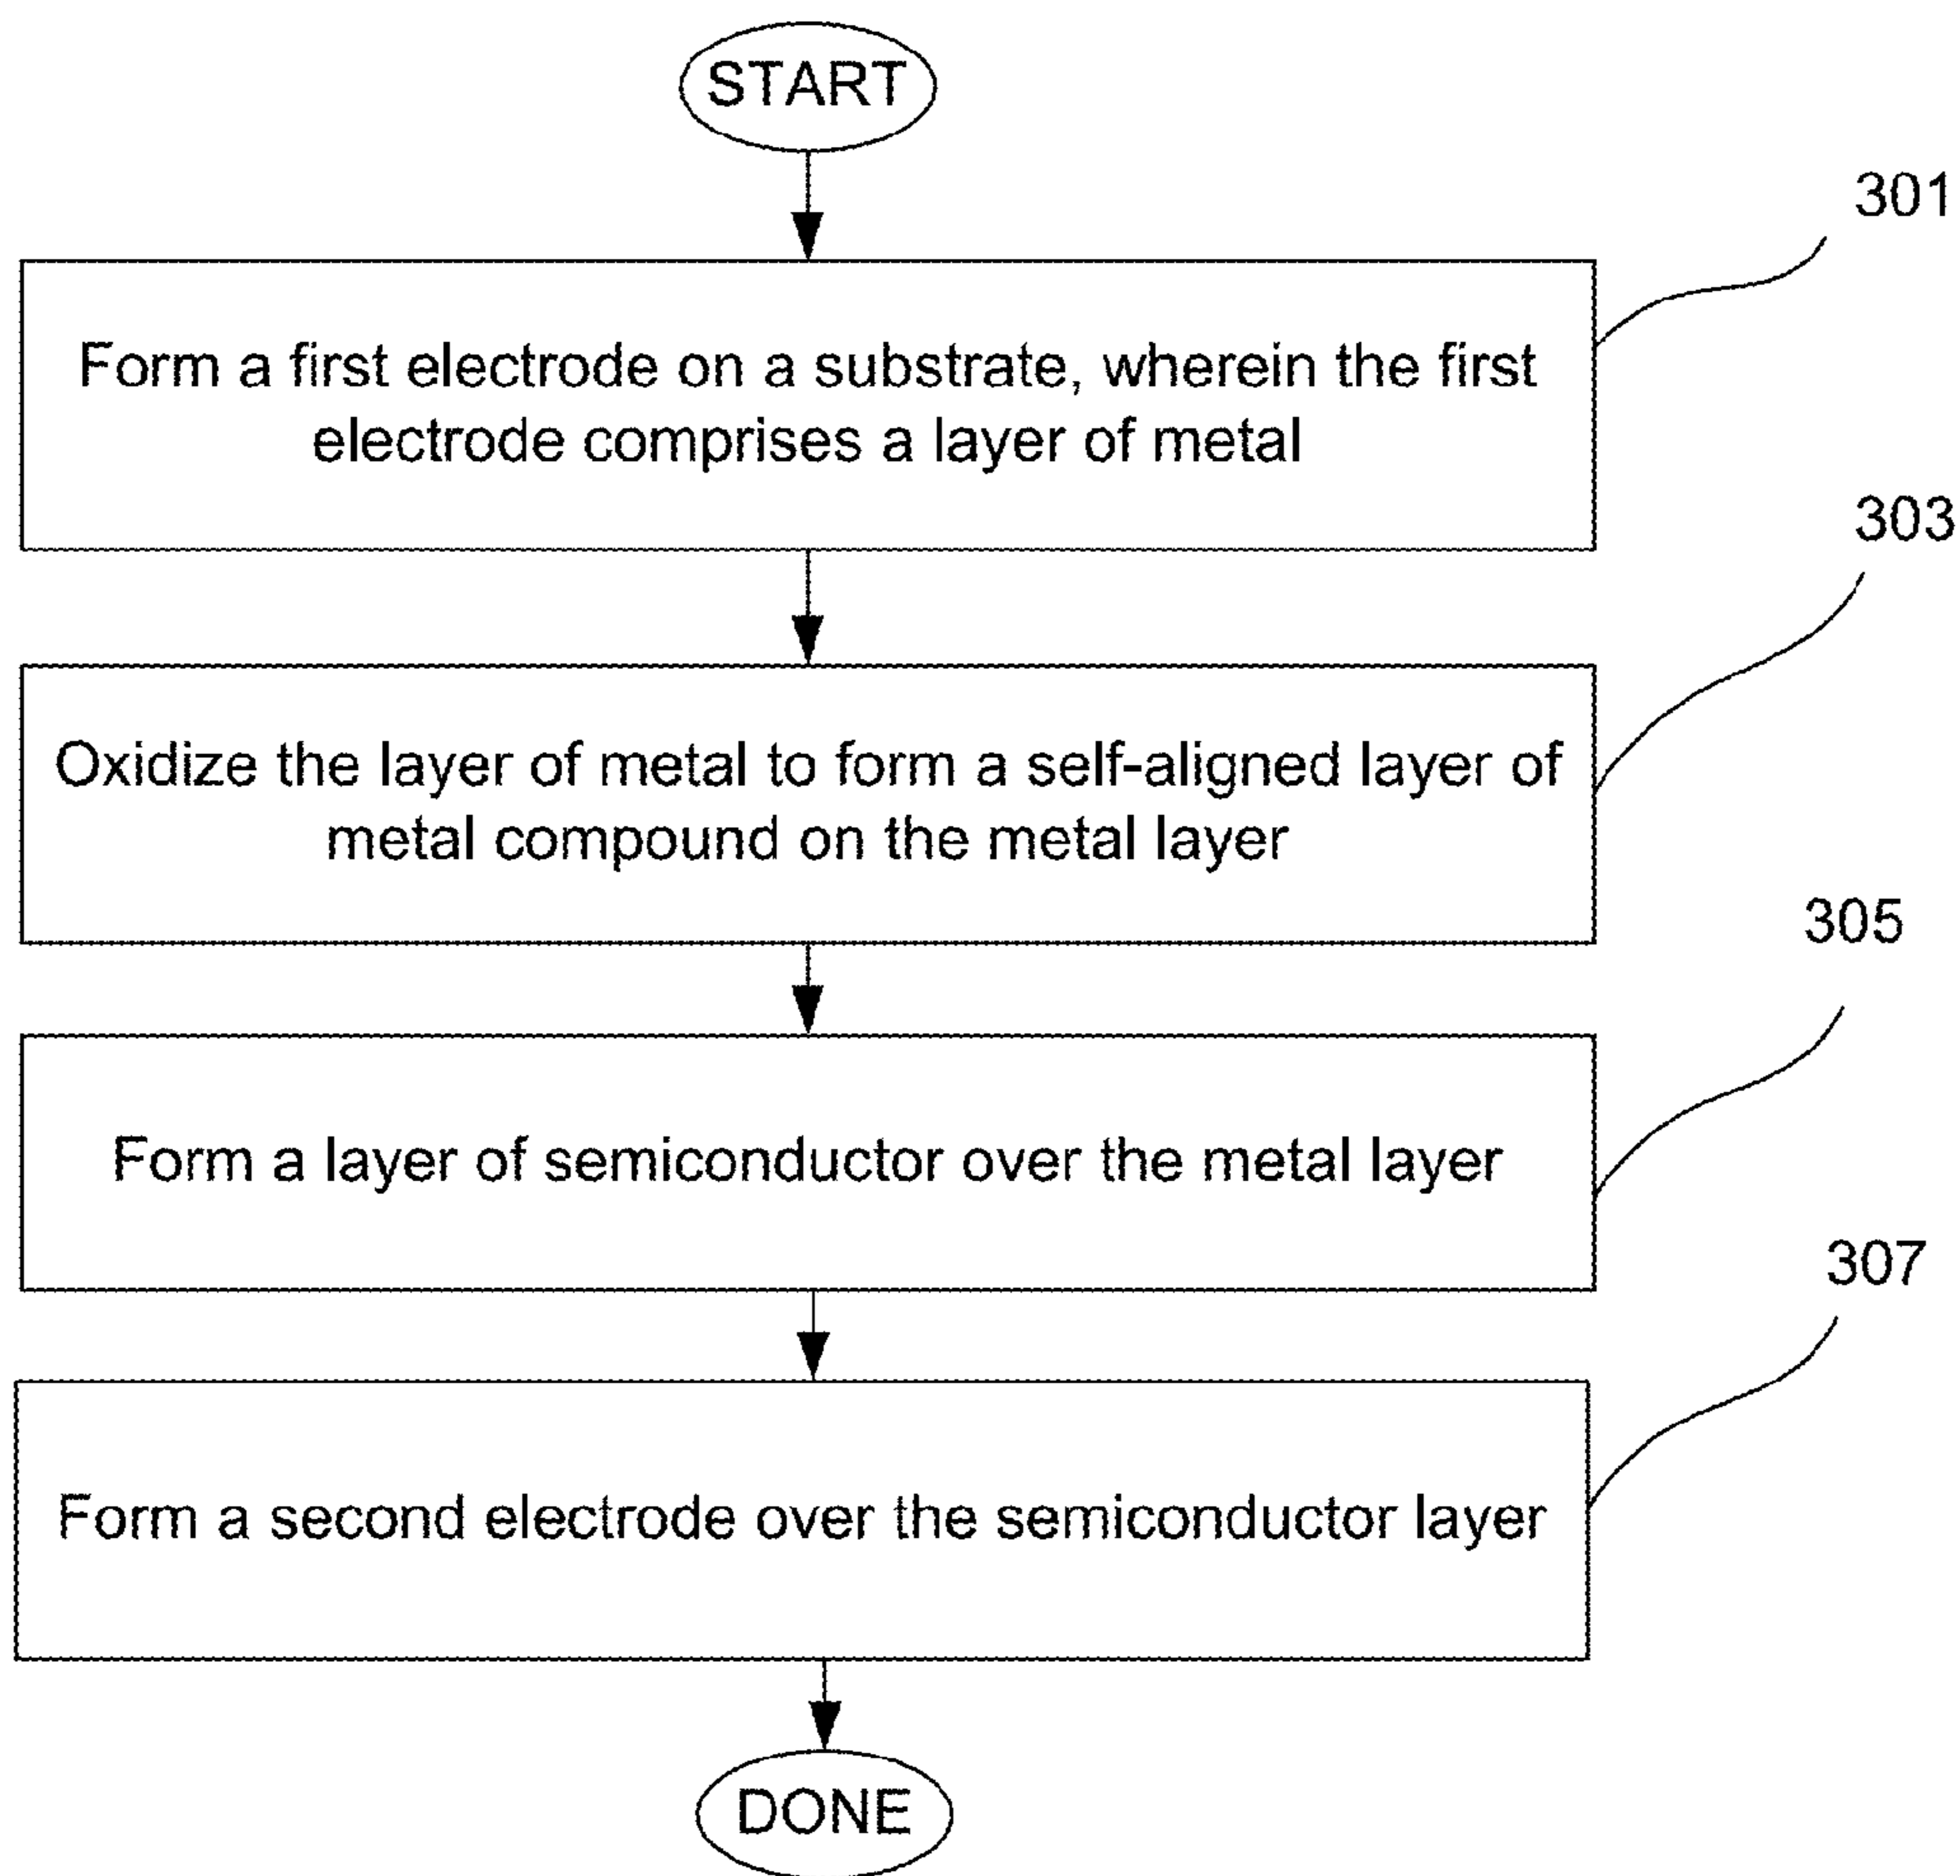 START
301
Form a first electrode on a substrate, wherein the first
electrode comprises a layer of metal
303
Oxidize the layer of metal to form a self-aligned layer of
metal compound on the metal layer
305
Form a layer of semiconductor over the metal layer
307
Form a second electrode over the semiconductor layer
DONE